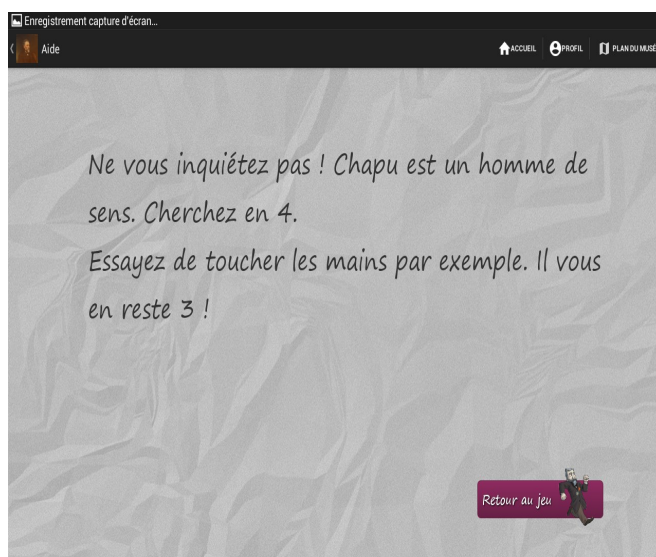 Enregistrement capture d'écran...
Aide
ACCUEIL
PROFIL
PLAN DU MUSÉ
Ne vous inquiétez pas ! Chapu est un homme de
sens. Cherchez en 4.
Essayez de toucher les mains par exemple. Il vous
en reste 3 !
Retour au jeu